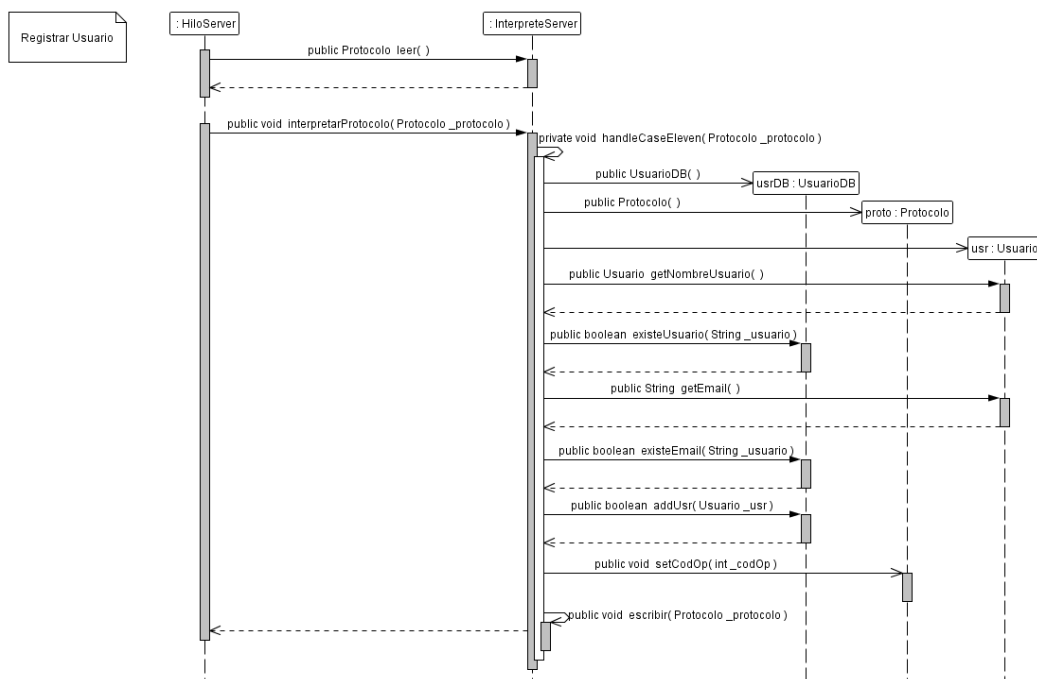 Registrar Usuario
: HiloServer
: InterpreteServer
public Protocolo leer( )
public void interpretarProtocolo( Protocolo _protocolo )
private void handleCaseEleven( Protocolo _protocolo )
public UsuarioDB( )
usrDB : UsuarioDB
public Protocolo( )
proto : Protocolo
usr : Usuario
public Usuario getNombreUsuario( )
public boolean existeUsuario( String _usuario )
public String getEmail( )
public boolean existeEmail( String _usuario )
public boolean addUsr( Usuario _usr )
public void setCodOp( int _codOp )
public void escribir( Protocolo _protocolo )